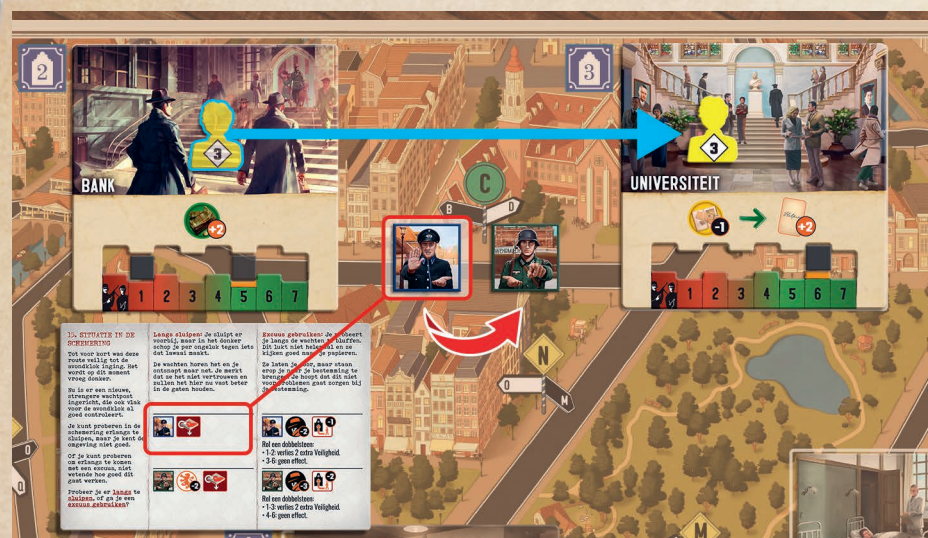 2
3
3
3
BANK
UNIVERSITEIT
+2
-1
+2
C
B
D
1 2 3 4 5 6 7
1 2 3 4 5 6 7
15. SITUATIE IN DE
SCHEMERING
Tot voor kort was deze
route veilig tot de
avondklok inging. Het
wordt op dit moment
vroeg donker.
Nu is er een nieuwe,
strengere wachtpost
ingericht, die ook vlak
voor de avondklok al
goed controleert.
Je kunt proberen in de
schemering erlangs te
sluipen, maar je kent de
omgeving niet goed.
Of je kunt proberen
om erlangs te komen
met een excuus, niet
wetende hoe goed dit
gaat werken.
Probeer je er langs te
sluipen, of ga je een
excuus gebruiken?
Langs sluipen: Je sluipt er
voorbij, maar in het donker
schop je per ongeluk tegen iets
dat lawaai maakt.
De wachten horen het en je
ontsnapt maar net. Je merkt
dat ze het niet vertrouwen en
zullen het hier nu vast beter
in de gaten houden.
Excuus gebruiken: Je probeert
je langs de wachten te bluffen.
Dit lukt niet helemaal en ze
kijken goed naar je papieren.
Ze laten je door, maar staan
erop je naar je bestemming te
brengen. Je hoopt dat dit niet
voor problemen gaat zorgen bij
je bestemming.
Rol een dobbelsteen:
• 1-2: verlies 2 extra Veiligheid.
• 3-6: geen effect.
Rol een dobbelsteen:
• 1-3: verlies 2 extra Veiligheid.
• 4-6: geen effect.
N
O
M
O
Q
M